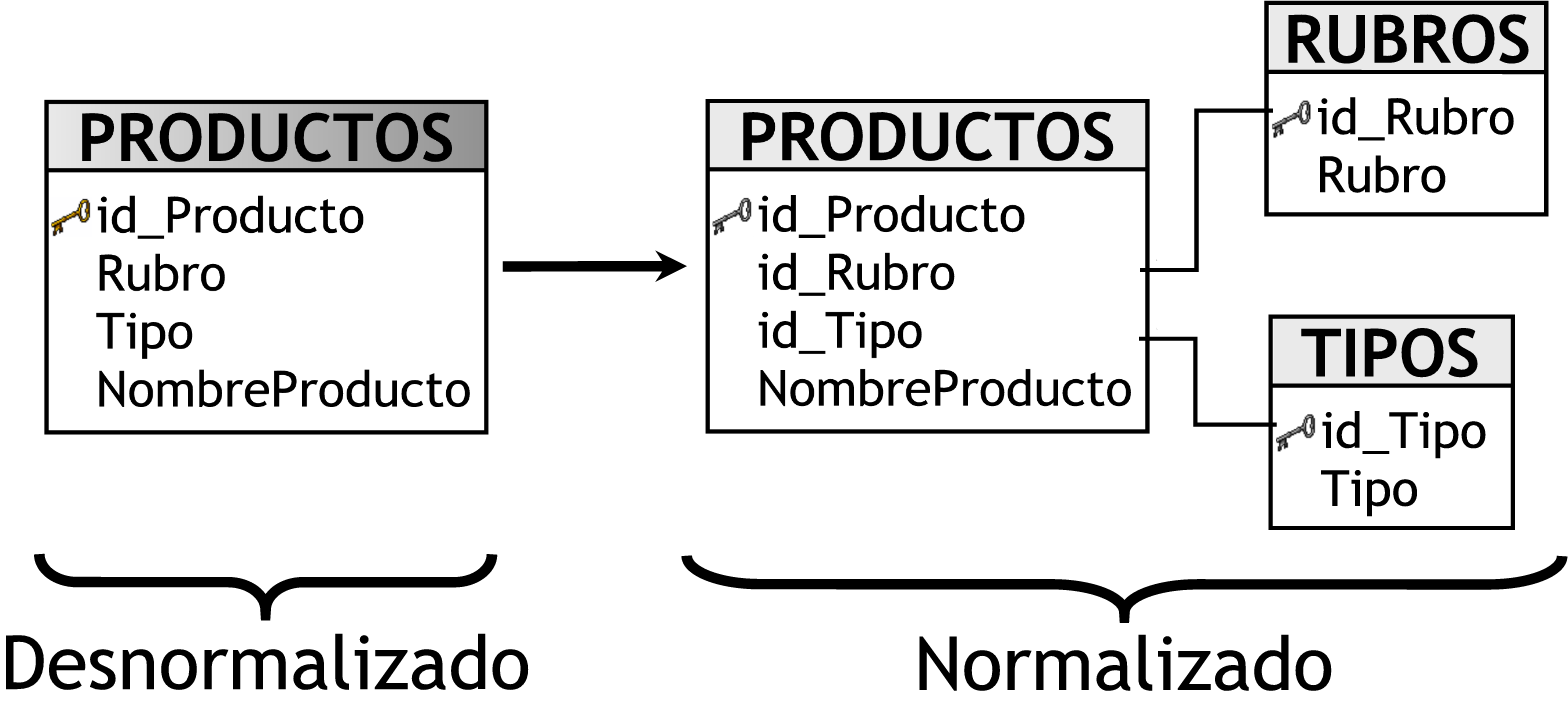 PRODUCTOS
id_Producto
Rubro
Tipo
NombreProducto
Desnormalizado
PRODUCTOS
id_Producto
id_Rubro
id_Tipo
NombreProducto
RUBROS
id_Rubro
Rubro
TIPOS
id_Tipo
Tipo
Normalizado